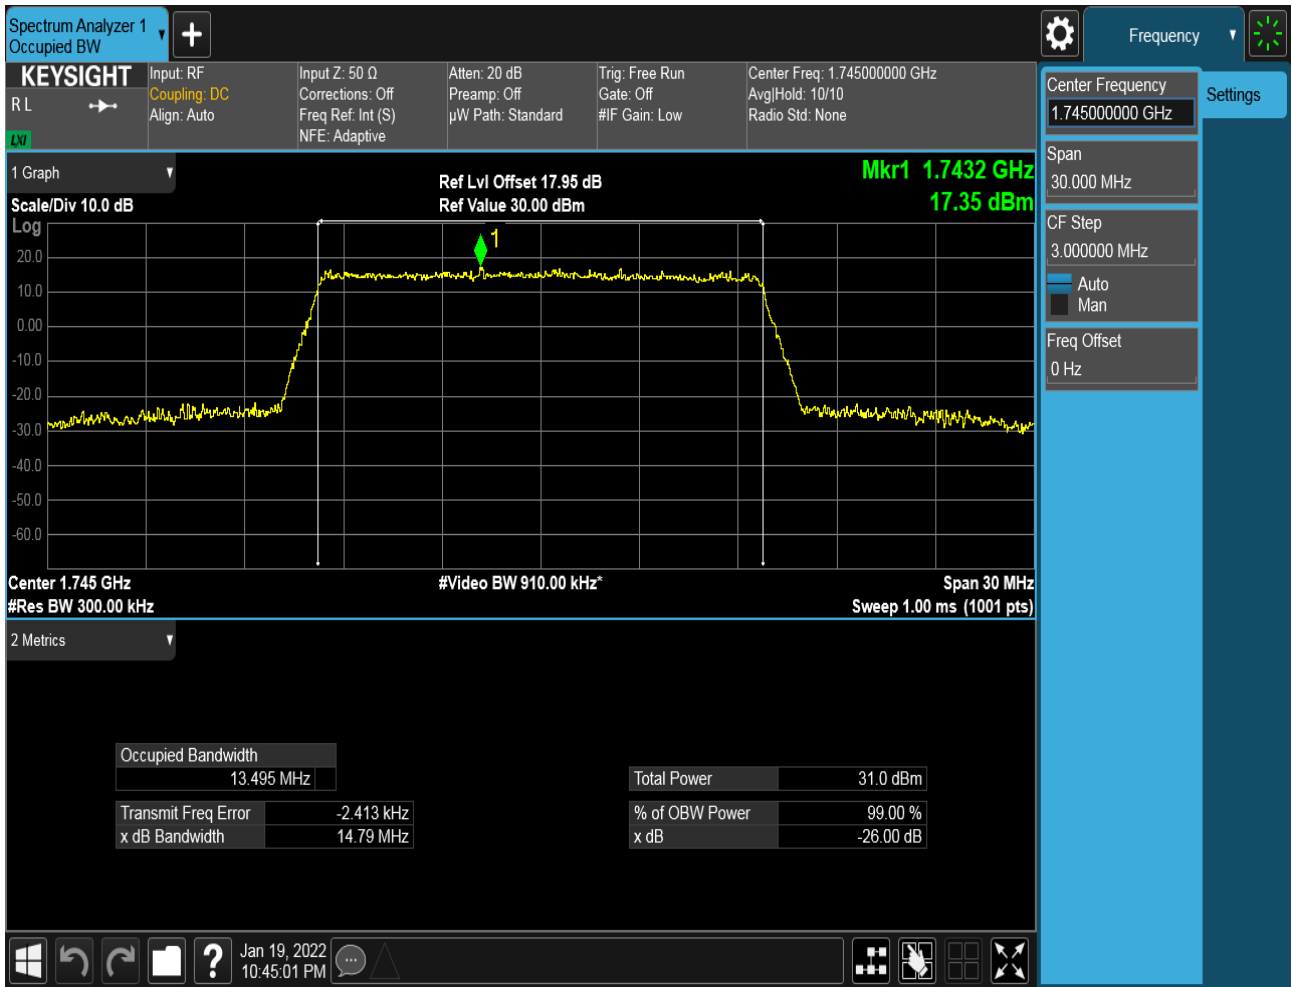 Spectrum Analyzer 1
Occupied BW
Frequency
KEYSIGHT
R L
LXI
Input: RF
Coupling: DC
Align: Auto
Input Z: 50 Ω
Corrections: Off
Freq Ref: Int (S)
NFE: Adaptive
Atten: 20 dB
Preamp: Off
µW Path: Standard
Trig: Free Run
Gate: Off
#IF Gain: Low
Center Freq: 1.745000000 GHz
Avg|Hold: 10/10
Radio Std: None
Center Frequency
1.745000000 GHz
Settings
Span
30.000 MHz
CF Step
3.000000 MHz
Auto
Man
Freq Offset
0 Hz
1 Graph
Scale/Div 10.0 dB
Log
Ref Lvl Offset 17.95 dB
Ref Value 30.00 dBm
Mkr1 1.7432 GHz
17.35 dBm
1
20.0
10.0
0.00
-10.0
-20.0
-30.0
-40.0
-50.0
-60.0
Center 1.745 GHz
#Res BW 300.00 kHz
#Video BW 910.00 kHz*
Span 30 MHz
Sweep 1.00 ms (1001 pts)
2 Metrics
Occupied Bandwidth
13.495 MHz
Transmit Freq Error -2.413 kHz
x dB Bandwidth 14.79 MHz
Total Power 31.0 dBm
% of OBW Power 99.00 %
x dB -26.00 dB
?
Jan 19, 2022
10:45:01 PM